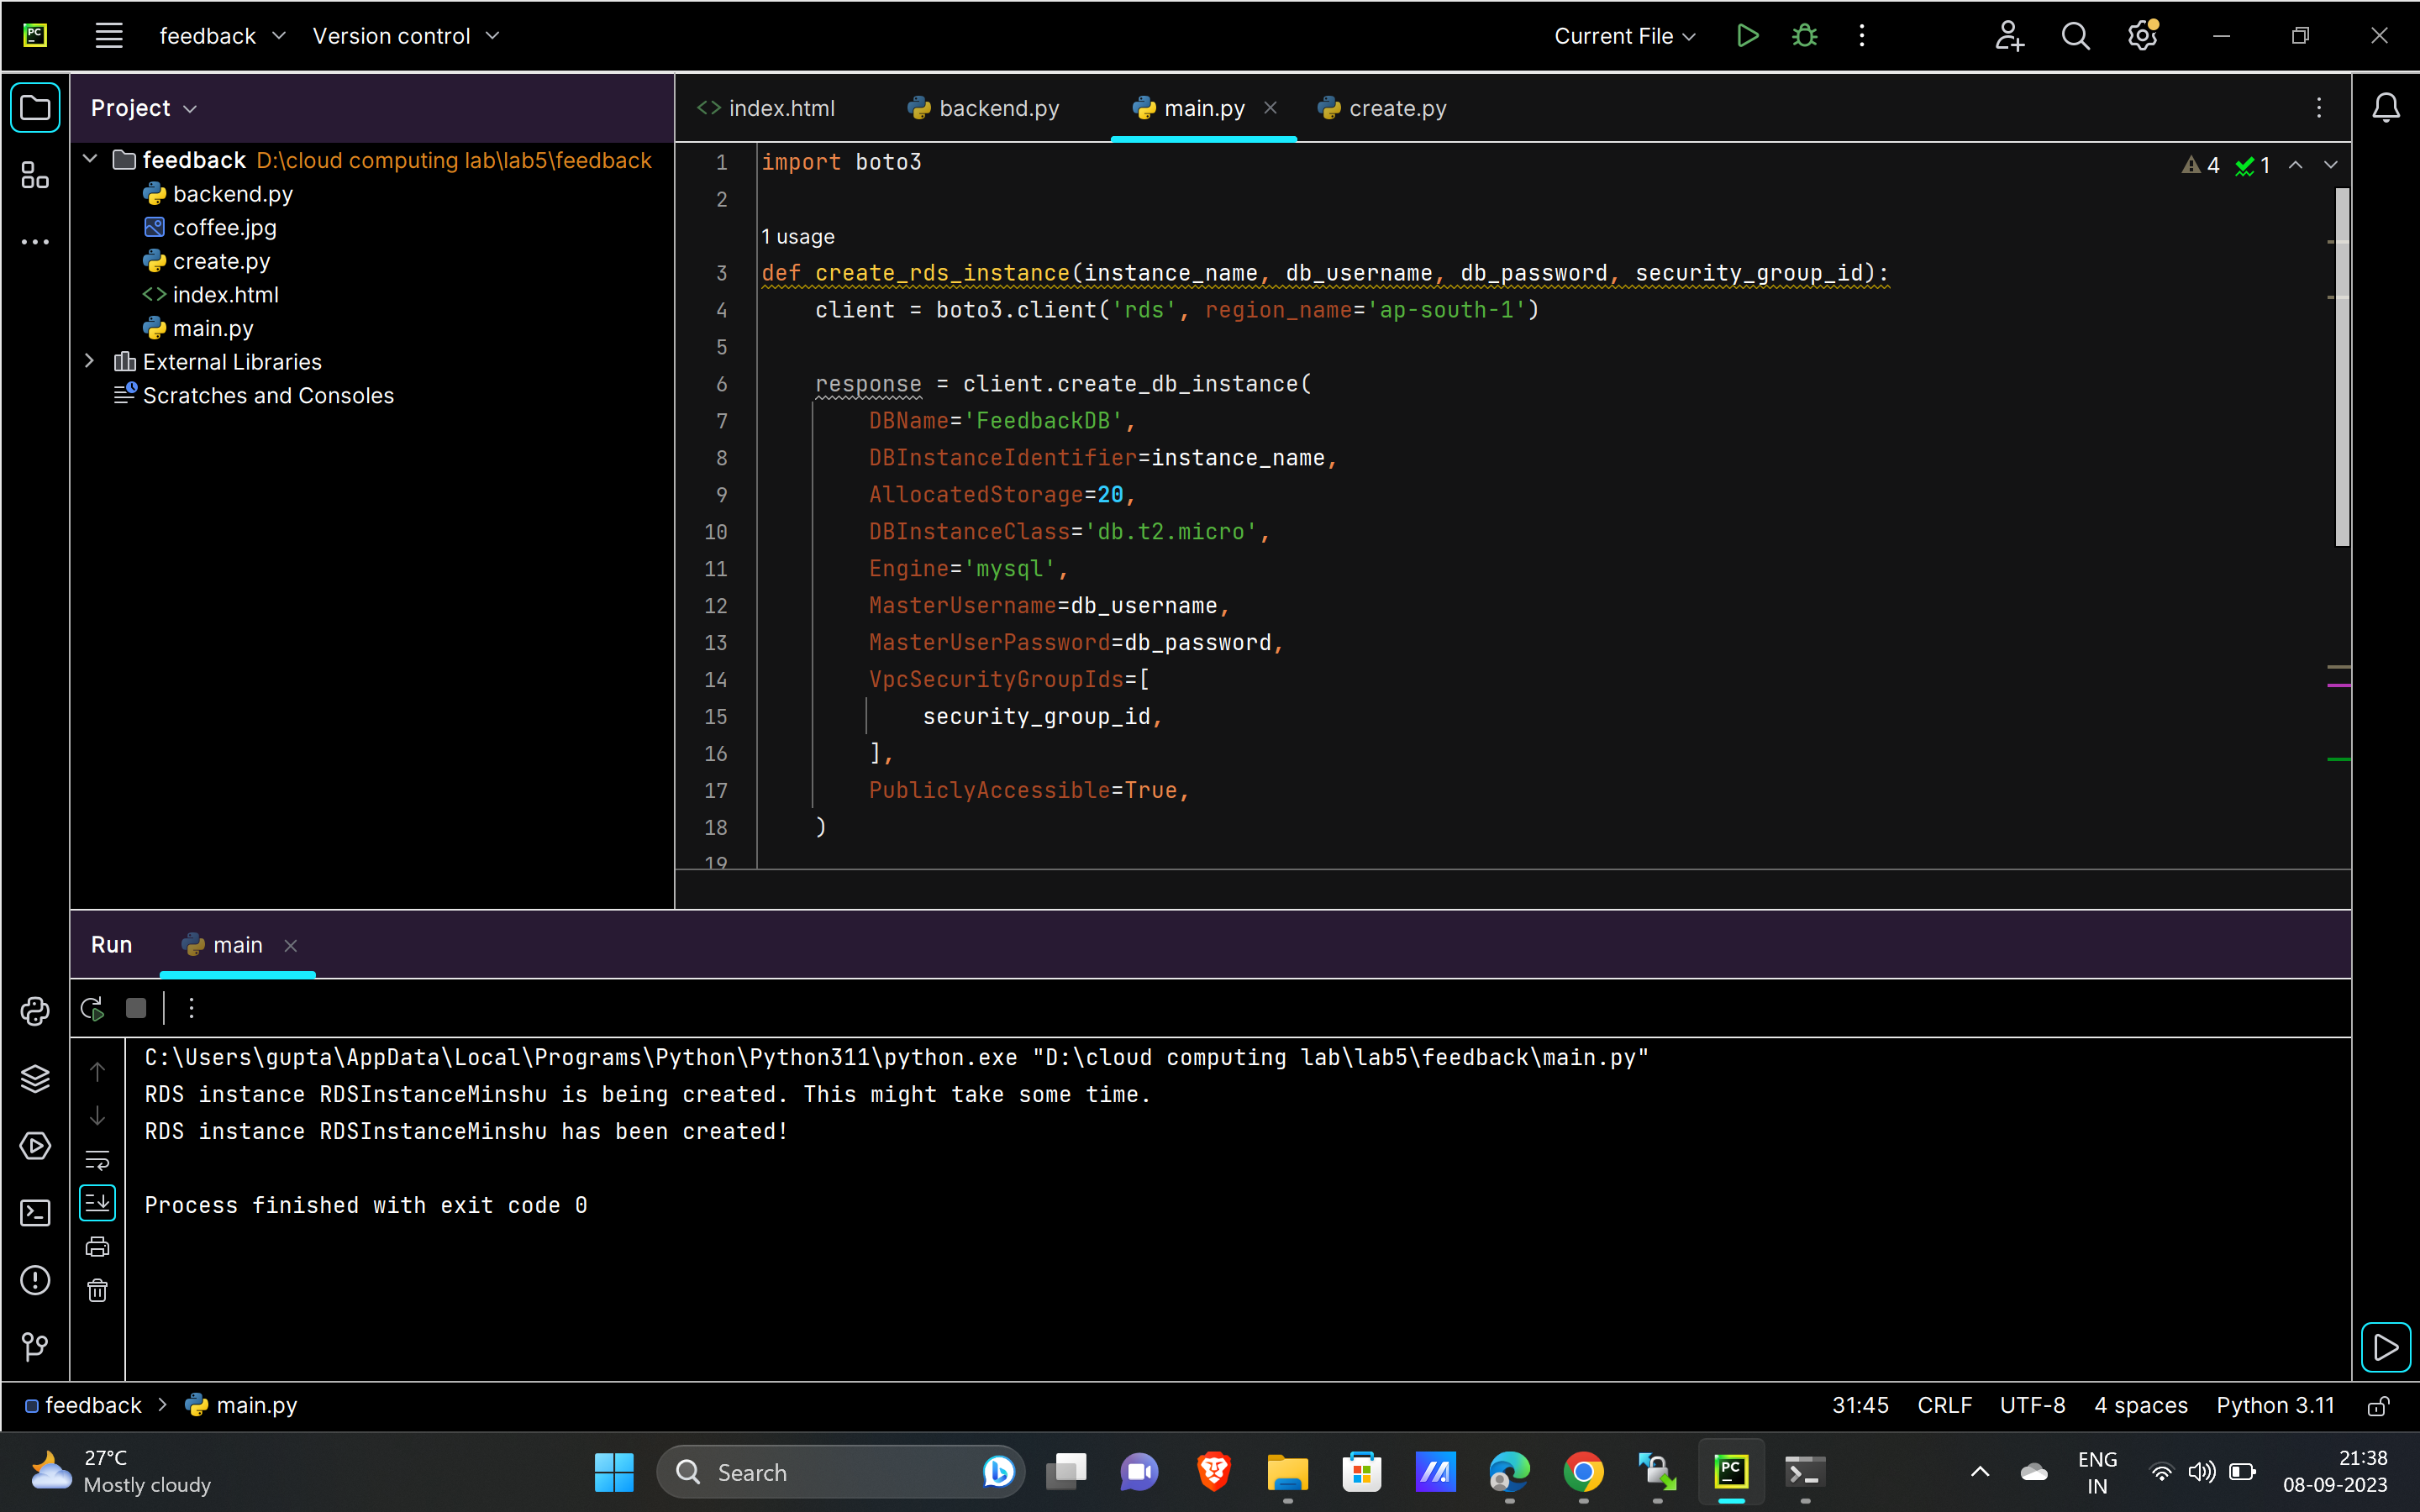 PC feedback Version control Current File
Project
index.html backend.py main.py create.py
feedback D:\cloud computing lab\lab5\feedback
backend.py
coffee.jpg
create.py
index.html
main.py
External Libraries
Scratches and Consoles
4 1
1 import boto3
2
1 usage
3 def create_rds_instance(instance_name, db_username, db_password, security_group_id):
4     client = boto3.client('rds', region_name='ap-south-1')
5
6     response = client.create_db_instance(
7         DBName='FeedbackDB',
8         DBInstanceIdentifier=instance_name,
9         AllocatedStorage=20,
10         DBInstanceClass='db.t2.micro',
11         Engine='mysql',
12         MasterUsername=db_username,
13         MasterUserPassword=db_password,
14         VpcSecurityGroupIds=[
15             security_group_id,
16         ],
17         PubliclyAccessible=True,
18     )
19
Run main
C:\Users\gupta\AppData\Local\Programs\Python\Python311\python.exe "D:\cloud computing lab\lab5\feedback\main.py"
RDS instance RDSInstanceMinshu is being created. This might take some time.
RDS instance RDSInstanceMinshu has been created!
Process finished with exit code 0
feedback > main.py 31:45 CRLF UTF-8 4 spaces Python 3.11
27°C
Mostly cloudy
Search
PC
ENG
IN
21:38
08-09-2023